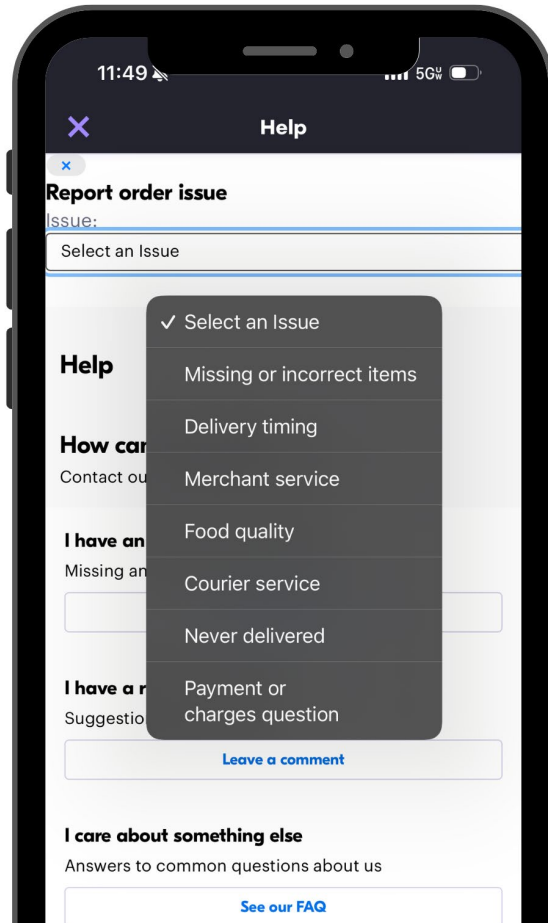 11:49
5G UW
Help
×
Report order issue
Issue:
Select an Issue
✓ Select an Issue
Missing or incorrect items
Delivery timing
Merchant service
Food quality
Courier service
Never delivered
Payment or
charges question
Help
How can
Contact ou
I have an
Missing an
I have a r
Suggestio
Leave a comment
I care about something else
Answers to common questions about us
See our FAQ